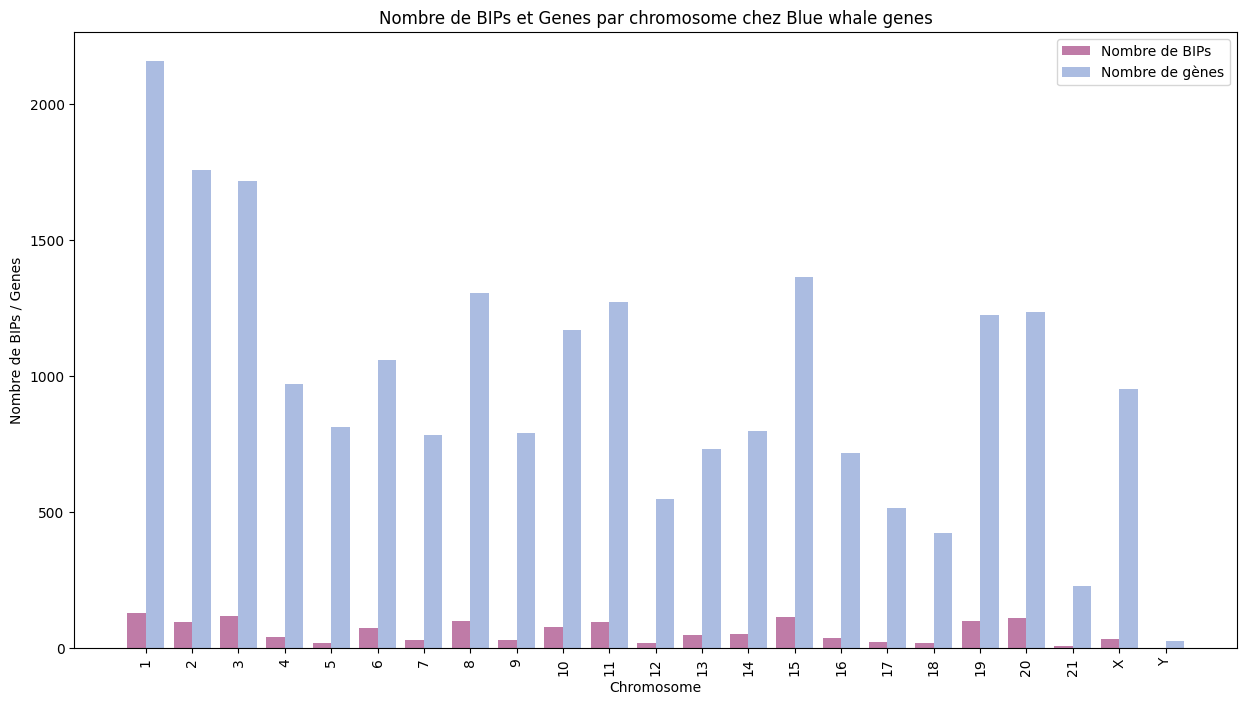 Nombre de BIPs et Genes par chromosome chez Blue whale genes
Nombre de BIPs
Nombre de gènes
Nombre de BIPs / Genes
2000
1500
1000
500
0
1 2 3 4 5 6 7 8 9 10 11 12 13 14 15 16 17 18 19 20 21 X Y
Chromosome